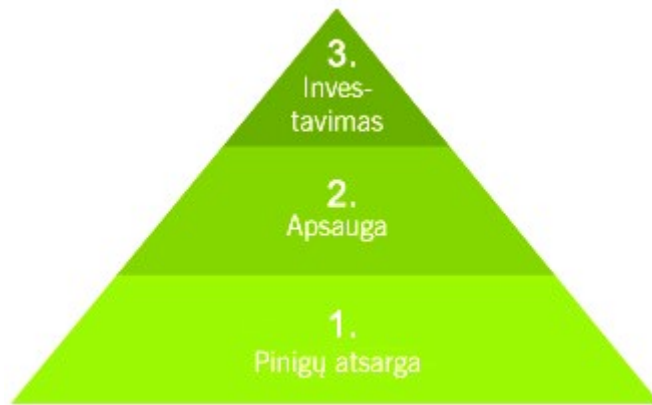 3.
Inves-
tavimas
2.
Apsauga
1.
Pinigų atsarga